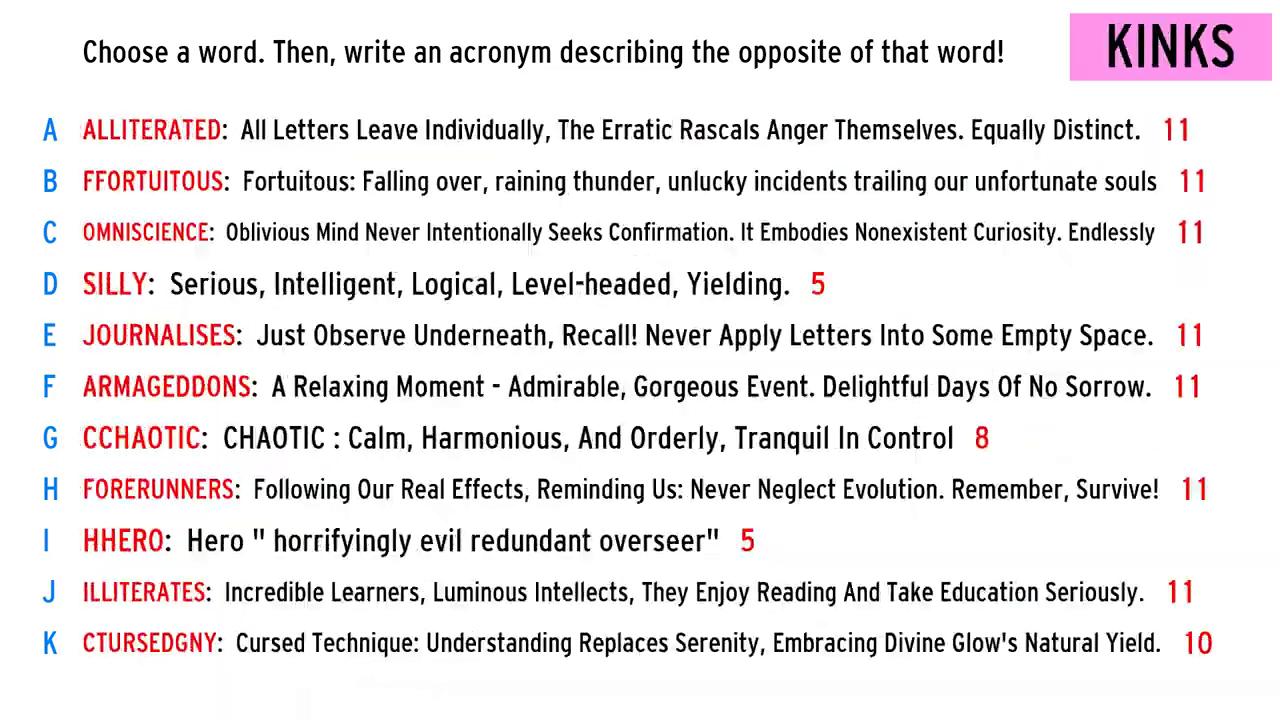 Choose a word. Then, write an acronym describing the opposite of that word!
KINKS
A ALLITERATED: All Letters Leave Individually, The Erratic Rascals Anger Themselves. Equally Distinct. 11
B FFORTUITOUS: Fortuitous: Falling over, raining thunder, unlucky incidents trailing our unfortunate souls 11
C OMNISCIENCE: Oblivious Mind Never Intentionally Seeks Confirmation. It Embodies Nonexistent Curiosity. Endlessly 11
D SILLY: Serious, Intelligent, Logical, Level-headed, Yielding. 5
E JOURNALISES: Just Observe Underneath, Recall! Never Apply Letters Into Some Empty Space. 11
F ARMAGEDDONS: A Relaxing Moment - Admirable, Gorgeous Event. Delightful Days Of No Sorrow. 11
G CCHAOTIC: CHAOTIC : Calm, Harmonious, And Orderly, Tranquil In Control 8
H FORERUNNERS: Following Our Real Effects, Reminding Us: Never Neglect Evolution. Remember, Survive! 11
I HHERO: Hero " horrifyingly evil redundant overseer" 5
J ILLITERATES: Incredible Learners, Luminous Intellects, They Enjoy Reading And Take Education Seriously. 11
K CTURSEDGNY: Cursed Technique: Understanding Replaces Serenity, Embracing Divine Glow's Natural Yield. 10